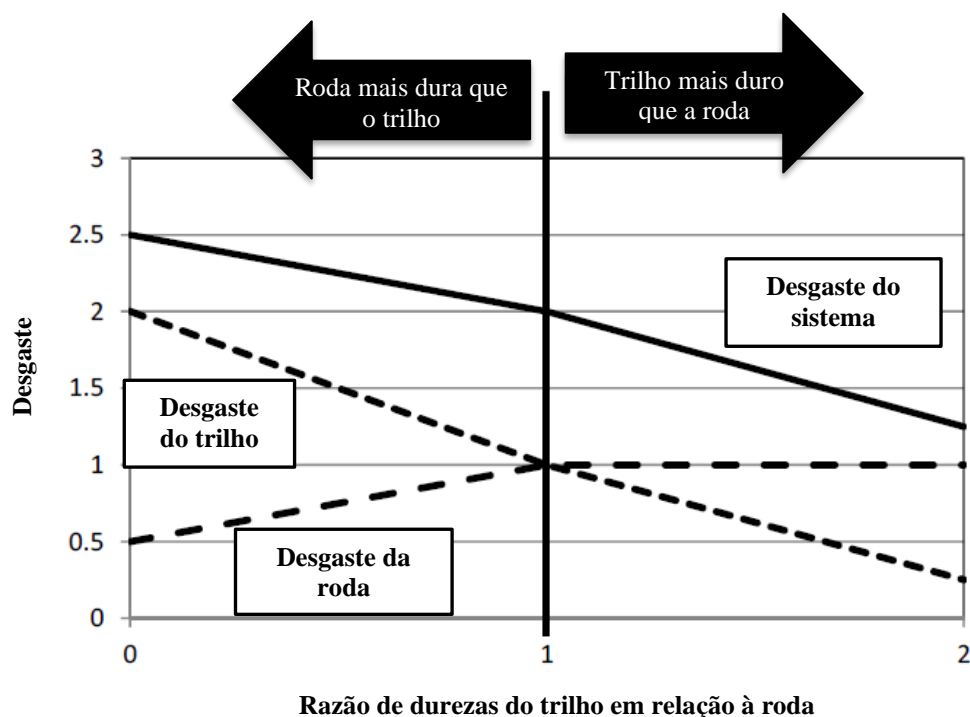 Roda mais dura que
o trilho
Trilho mais duro
que a roda
3
2.5
2
1.5
1
0.5
0
Desgaste
Desgaste do
sistema
Desgaste
do trilho
Desgaste da
roda
0
1
2
Razão de durezas do trilho em relação à roda